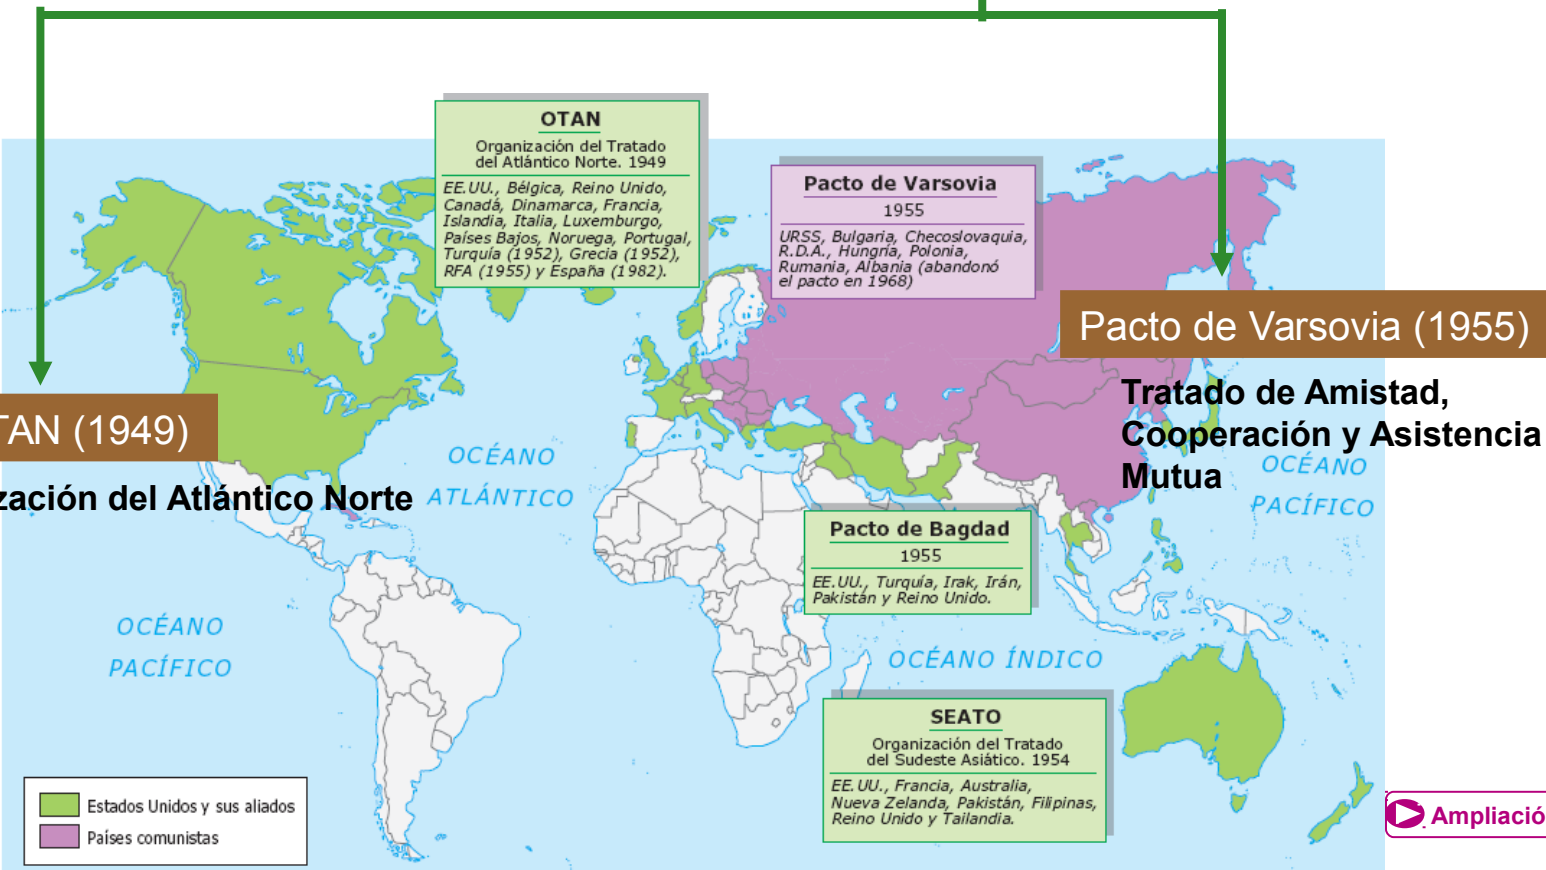 OTAN
Organización del Tratado
del Atlántico Norte. 1949
EE.UU., Bélgica, Reino Unido,
Canadá, Dinamarca, Francia,
Islandia, Italia, Luxemburgo,
Países Bajos, Noruega, Portugal,
Turquía (1952), Grecia (1952),
RFA (1955) y España (1982).
Pacto de Varsovia
1955
URSS, Bulgaria, Checoslovaquia,
R.D.A., Hungría, Polonia,
Rumania, Albania (abandonó
el pacto en 1968)
Pacto de Varsovia (1955)
Tratado de Amistad,
Cooperación y Asistencia
Mutua
TAN (1949)
zación del Atlántico Norte
OCÉANO
ATLÁNTICO
OCÉANO
PACÍFICO
Pacto de Bagdad
1955
EE.UU., Turquía, Irak, Irán,
Pakistán y Reino Unido.
OCÉANO
PACÍFICO
OCÉANO ÍNDICO
SEATO
Organización del Tratado
del Sudeste Asiático. 1954
EE.UU., Francia, Australia,
Nueva Zelanda, Pakistán, Filipinas,
Reino Unido y Tailandia.
Estados Unidos y sus aliados
Países comunistas
Ampliació